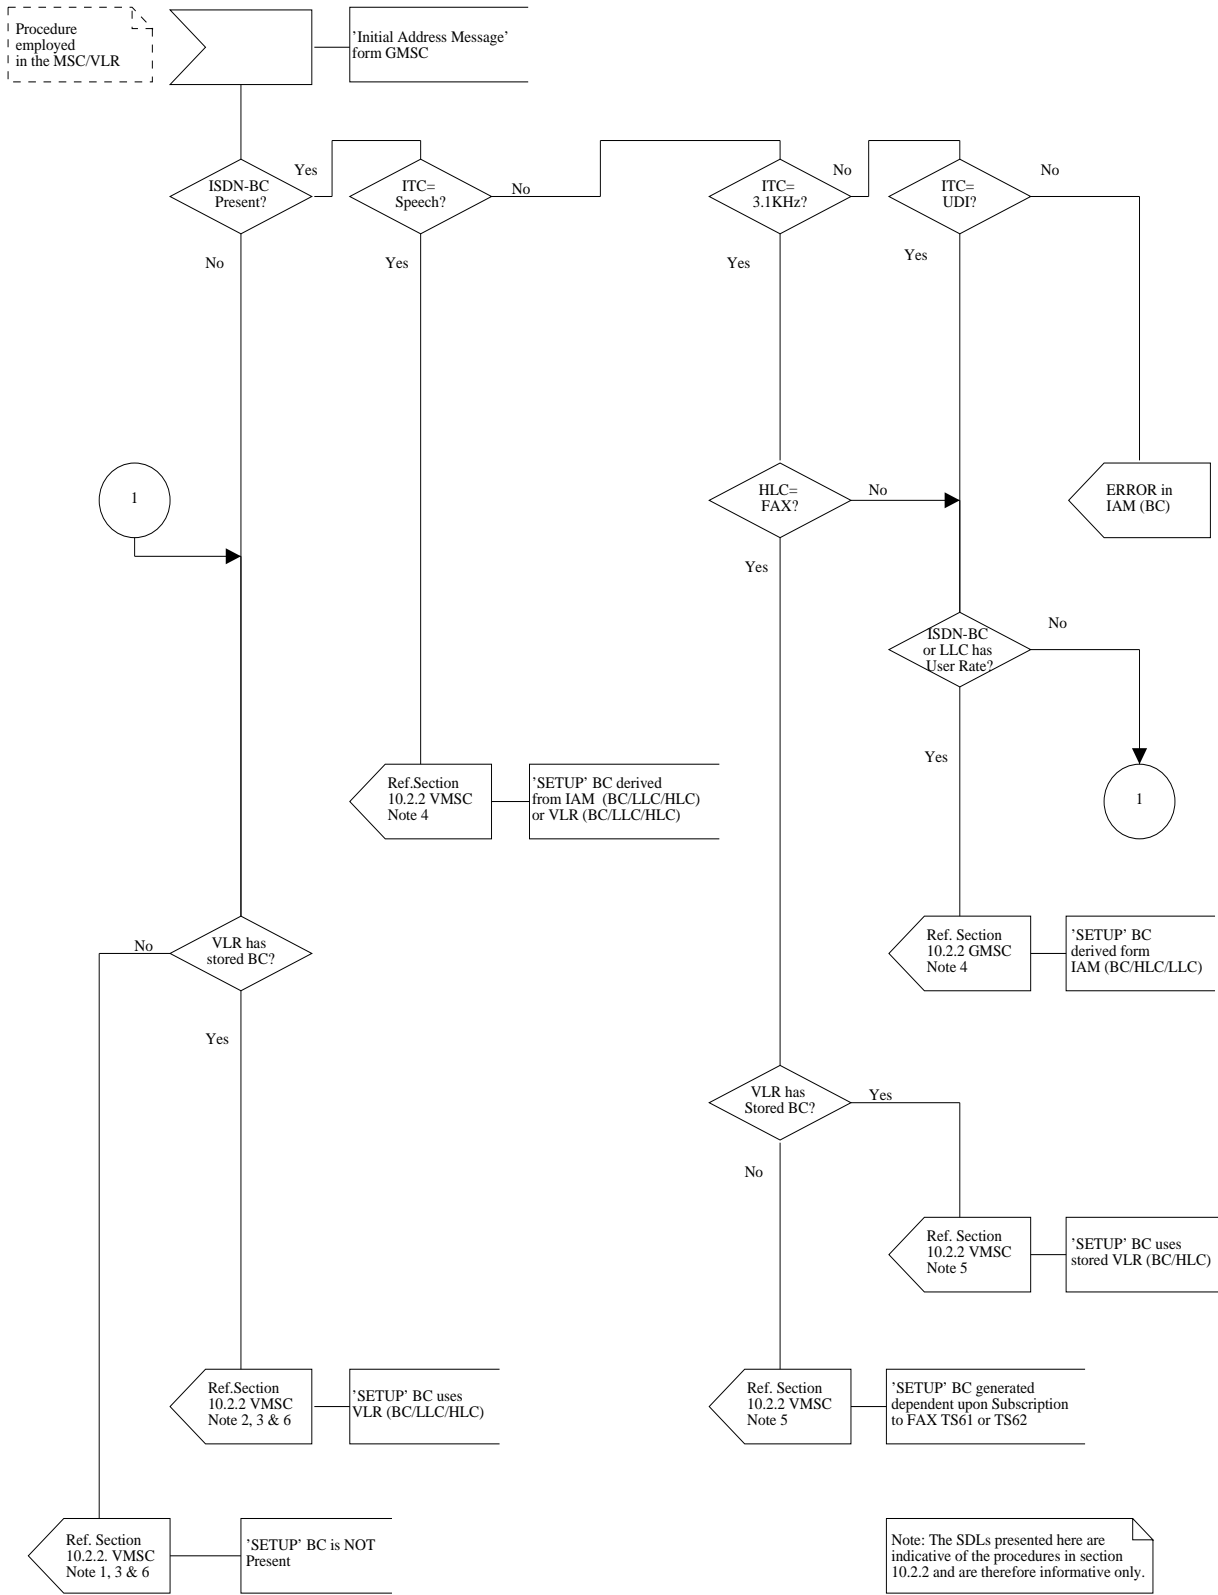 Procedure
employed
in the MSC/VLR
'Initial Address Message'
form GMSC
ISDN-BC
Present?
Yes
No
ITC=
Speech?
No
Yes
ITC=
3.1KHz?
No
Yes
ITC=
UDI?
No
Yes
1
HLC=
FAX?
No
Yes
ERROR in
IAM (BC)
ISDN-BC
or LLC has
User Rate?
No
Yes
1
Ref.Section
10.2.2 VMSC
Note 4
'SETUP' BC derived
from IAM (BC/LLC/HLC)
or VLR (BC/LLC/HLC)
VLR has
stored BC?
No
Yes
Ref. Section
10.2.2 GMSC
Note 4
'SETUP' BC
derived form
IAM (BC/HLC/LLC)
VLR has
Stored BC?
Yes
No
Ref. Section
10.2.2 VMSC
Note 5
'SETUP' BC uses
stored VLR (BC/HLC)
Ref.Section
10.2.2 VMSC
Note 2, 3 & 6
'SETUP' BC uses
VLR (BC/LLC/HLC)
Ref. Section
10.2.2 VMSC
Note 5
'SETUP' BC generated
dependent upon Subscription
to FAX TS61 or TS62
Ref. Section
10.2.2. VMSC
Note 1, 3 & 6
'SETUP' BC is NOT
Present
Note: The SDLs presented here are
indicative of the procedures in section
10.2.2 and are therefore informative only.